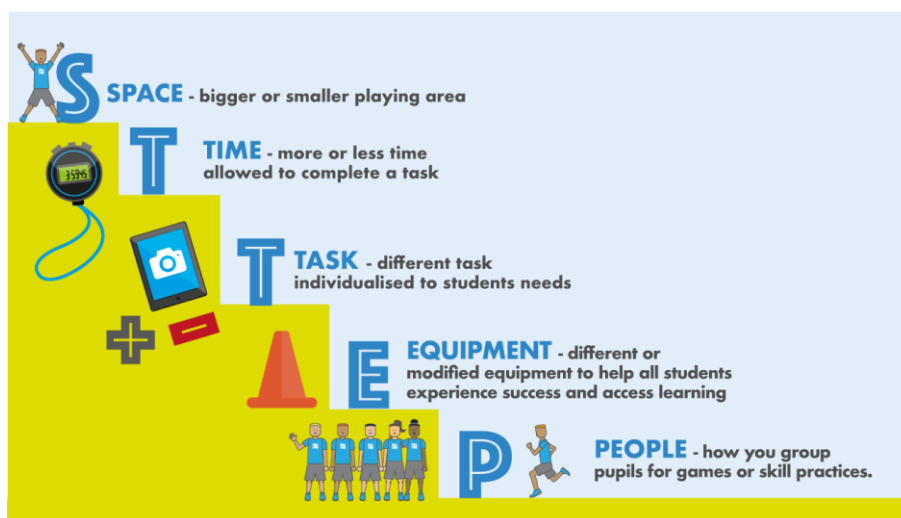 S SPACE - bigger or smaller playing area
T TIME - more or less time
allowed to complete a task
35945
T TASK - different task
individualised to students needs
E EQUIPMENT - different or
modified equipment to help all students
experience success and access learning
P PEOPLE - how you group
pupils for games or skill practices.